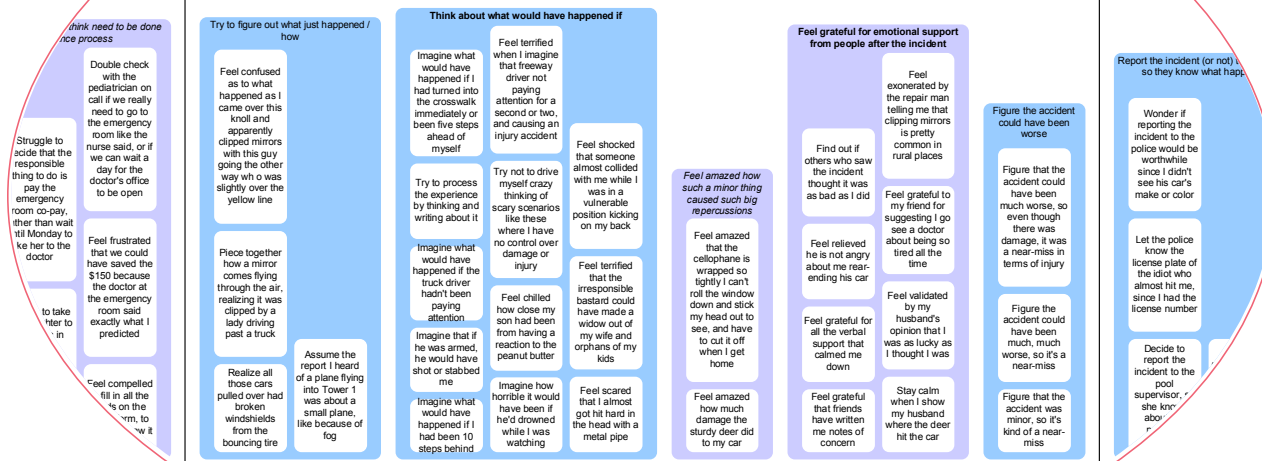 think need to be done
nce process
Double check
with the
pediatrician on
call if we really
need to go to
the emergency
room like the
nurse said, or if
we can wait a
day for the
doctor's office
to be open
Struggle to
ecide that the
responsible
thing to do is
pay the
emergency
room co-pay,
ther than wait
ntil Monday to
ke her to the
doctor
Feel frustrated
that we could
have saved the
$150 because
the doctor at
the emergency
room said
exactly what I
predicted
to take
hter to
in
Feel compelled
fill in all the
ds on the
rm, to
w it
Try to figure out what just happened /
how
Feel confused
as to what
happened as I
came over this
knoll and
apparently
clipped mirrors
with this guy
going the other
way who was
slightly over the
yellow line
Piece together
how a mirror
comes flying
through the air,
realizing it was
clipped by a
lady driving
past a truck
Realize all
those cars
pulled over had
broken
windshields
from the
bouncing tire
Assume the
report I heard
of a plane flying
into Tower 1
was about a
small plane,
like because of
fog
Think about what would have happened if
Imagine what
would have
happened if I
had turned into
the crosswalk
immediately or
been five steps
ahead of
myself
Try to process
the experience
by thinking and
writing about it
Imagine what
would have
happened if the
truck driver
hadn't been
paying
attention
Imagine that if
he was armed,
he would have
shot or stabbed
me
Imagine what
would have
happened if I
had been 10
steps behind
Feel terrified
when I imagine
that freeway
driver not
paying
attention for a
second or two,
and causing an
injury accident
Try not to drive
myself crazy
thinking of
scary scenarios
like these
where I have
no control over
damage or
injury
Feel chilled
how close my
son had been
from having a
reaction to the
peanut butter
Imagine how
horrible it would
have been if
he'd drowned
while I was
watching
Feel shocked
that someone
almost collided
with me while I
was in a
vulnerable
position kicking
on my back
Feel terrified
that the
irresponsible
bastard could
have made a
widow out of
my wife and
orphans of my
kids
Feel scared
that I almost
got hit hard in
the head with a
metal pipe
Feel amazed how
such a minor thing
caused such big
repercussions
Feel amazed
that the
cellophane is
wrapped so
tightly I can't
roll the window
down and stick
my head out to
see, and have
to cut it off
when I get
home
Feel amazed
how much
damage the
sturdy deer did
to my car
Feel grateful for emotional support
from people after the incident
Find out if
others who saw
the incident
thought it was
as bad as I did
Feel relieved
he is not angry
about me rear-
ending his car
Feel grateful for
all the verbal
support that
calmed me
down
Feel grateful
that friends
have written
me notes of
concern
Feel
exonerated by
the repair man
telling me that
clipping mirrors
is pretty
common in
rural places
Feel grateful to
my friend for
suggesting I go
see a doctor
about being so
tired all the
time
Feel validated
by my
husband's
opinion that I
was as lucky as
I thought I was
Stay calm
when I show
my husband
where the deer
hit the car
Figure the accident
could have been
worse
Figure that the
accident could
have been
much worse, so
even though
there was
damage, it was
a near-miss in
terms of injury
Figure the
accident could
have been
much, much
worse, so it's a
near-miss
Figure that the
accident was
minor, so it's
kind of a near-
miss
Report the incident (or not)
so they know what happ
Wonder if
reporting the
incident to the
police would be
worthwhile
since I didn't
see his car's
make or color
Let the police
know the
license plate of
the idiot who
almost hit me,
since I had the
license number
Decide to
report the
incident to the
pool
supervisor,
she kno
abou